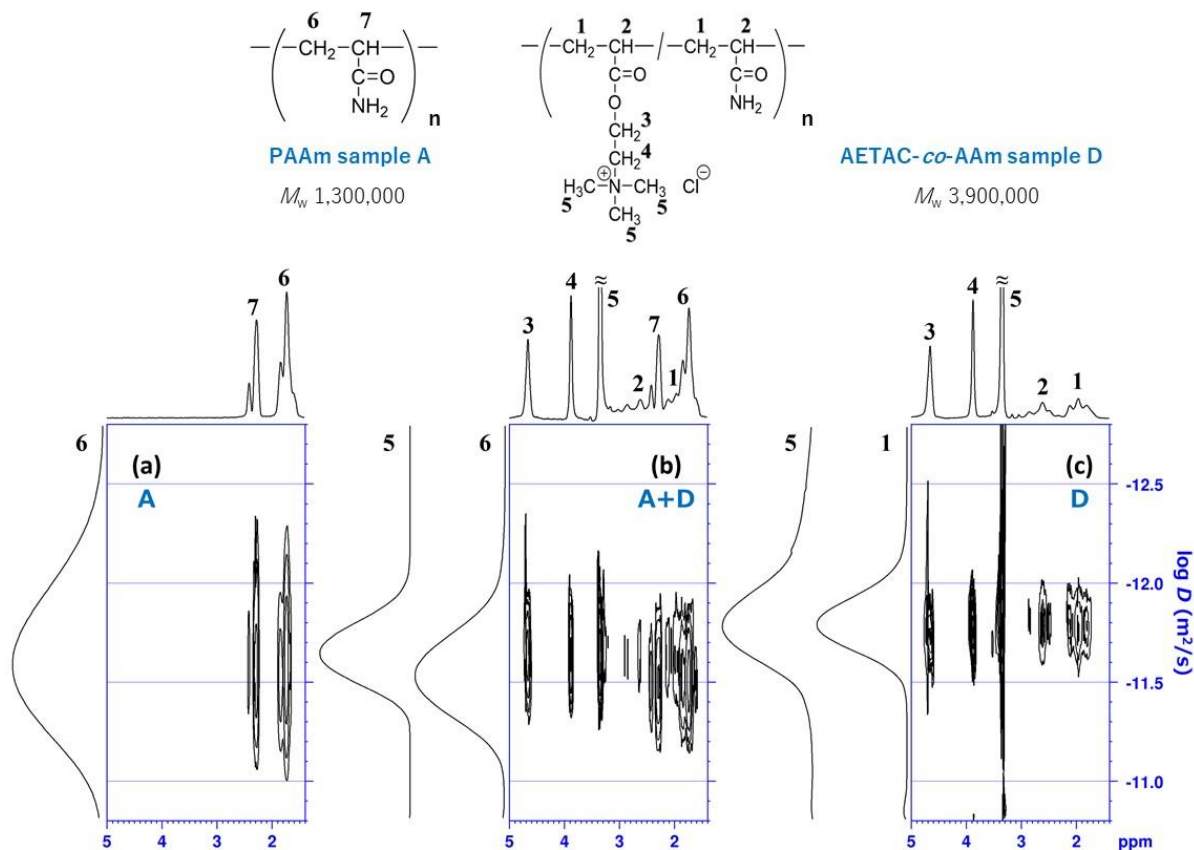 6 7
CH₂ CH
C=O
NH₂
n
PAAm sample A
Mw 1,300,000
1 2 1 2
CH₂ CH / CH₂ CH
C=O C=O
O NH₂
n
CH₂ 3
CH₂ 4
H₃C N CH₃ Cl⊖
⊕
5 CH₃ 5
5
AETAC-co-AAm sample D
Mw 3,900,000
7 6
3 4 ≈ 5 2 7 1 6
3 4 ≈ 5 2 1
6 (a) 5 6 (b) 5 1 (c)
A A+D D
-12.5
-12.0
-11.5
-11.0
log D (m²/s)
5 4 3 2 5 4 3 2 5 4 3 2 ppm